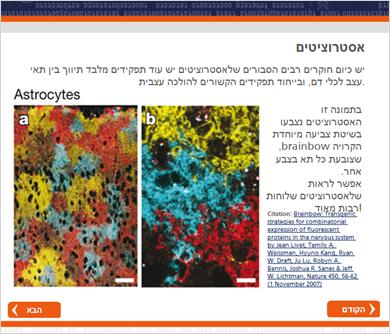 אסטרוציטים
יש כיום חוקרים רבים הסבורים שלאסטרוציטים יש עוד תפקידים מלבד תיווך בין תאי
עצב לכלי דם, ובייחוד תפקידים הקשורים להולכה עצבית.
Astrocytes
a
b
בתמונה זו
האסטרוציטים נצבעו
בשיטת צביעה מיוחדת
הקרויה brainbow,
שצובעת כל תא בצבע
אחר.
אפשר לראות
שלאסטרוציטים שלוחות
רבות מאוד!
Citation: Brainbow: Transgenic
strategies for combinatorial
expression of fluorescent
proteins in the nervous system
by Jean Livet, Tamily A.
Weissman, Hyuno Kang, Ryan
W. Draft, Ju Lu, Robyn A.
Bennis, Joshua R. Sanes & Jeff
W. Lichtman, Nature 450, 56-62
(1 November 2007)
הקודם
הבא